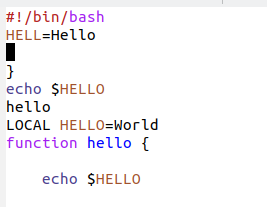 #!/bin/bash
HELL=Hello
}
echo $HELLO
hello
LOCAL HELLO=World
function hello {
echo $HELLO